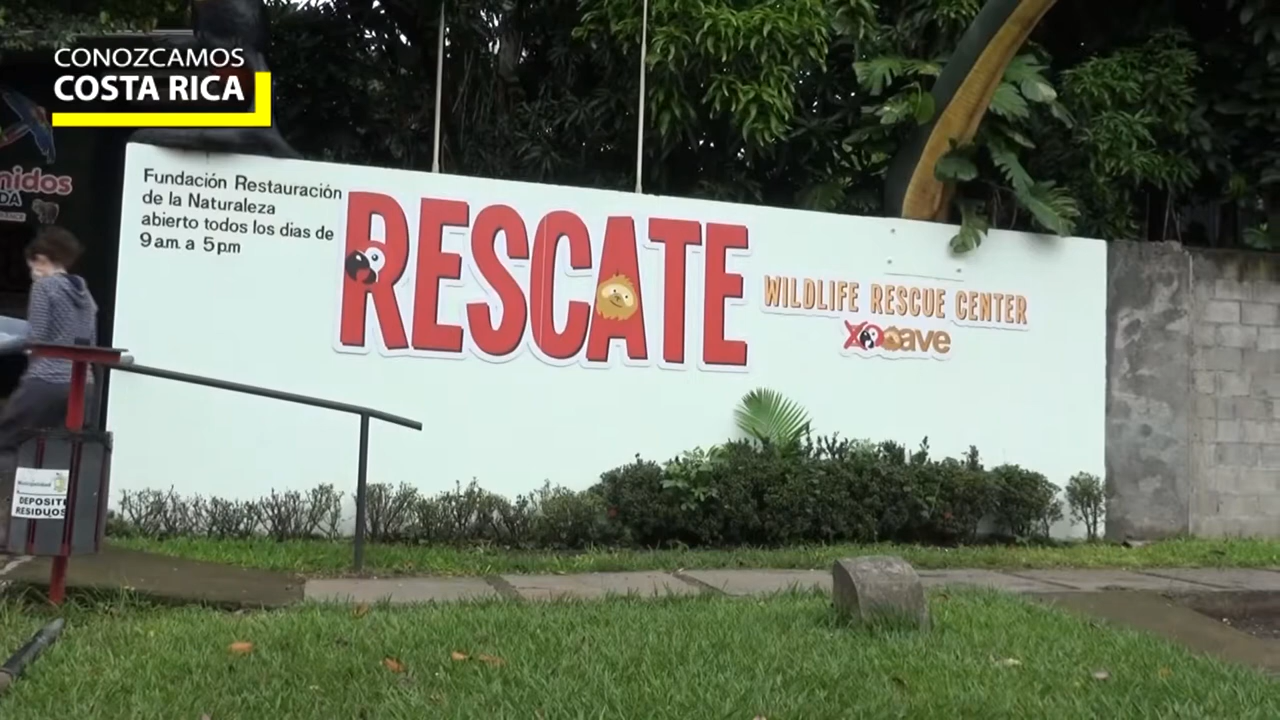 CONOZCAMOS
COSTA RICA
nidos
Fundación Restauración
de la Naturaleza
abierto todos los dias de
9 a.m. a 5 p.m
RESCATE
WILDLIFE RESCUE CENTER
ave
DEPOSITE
RESIDUOS